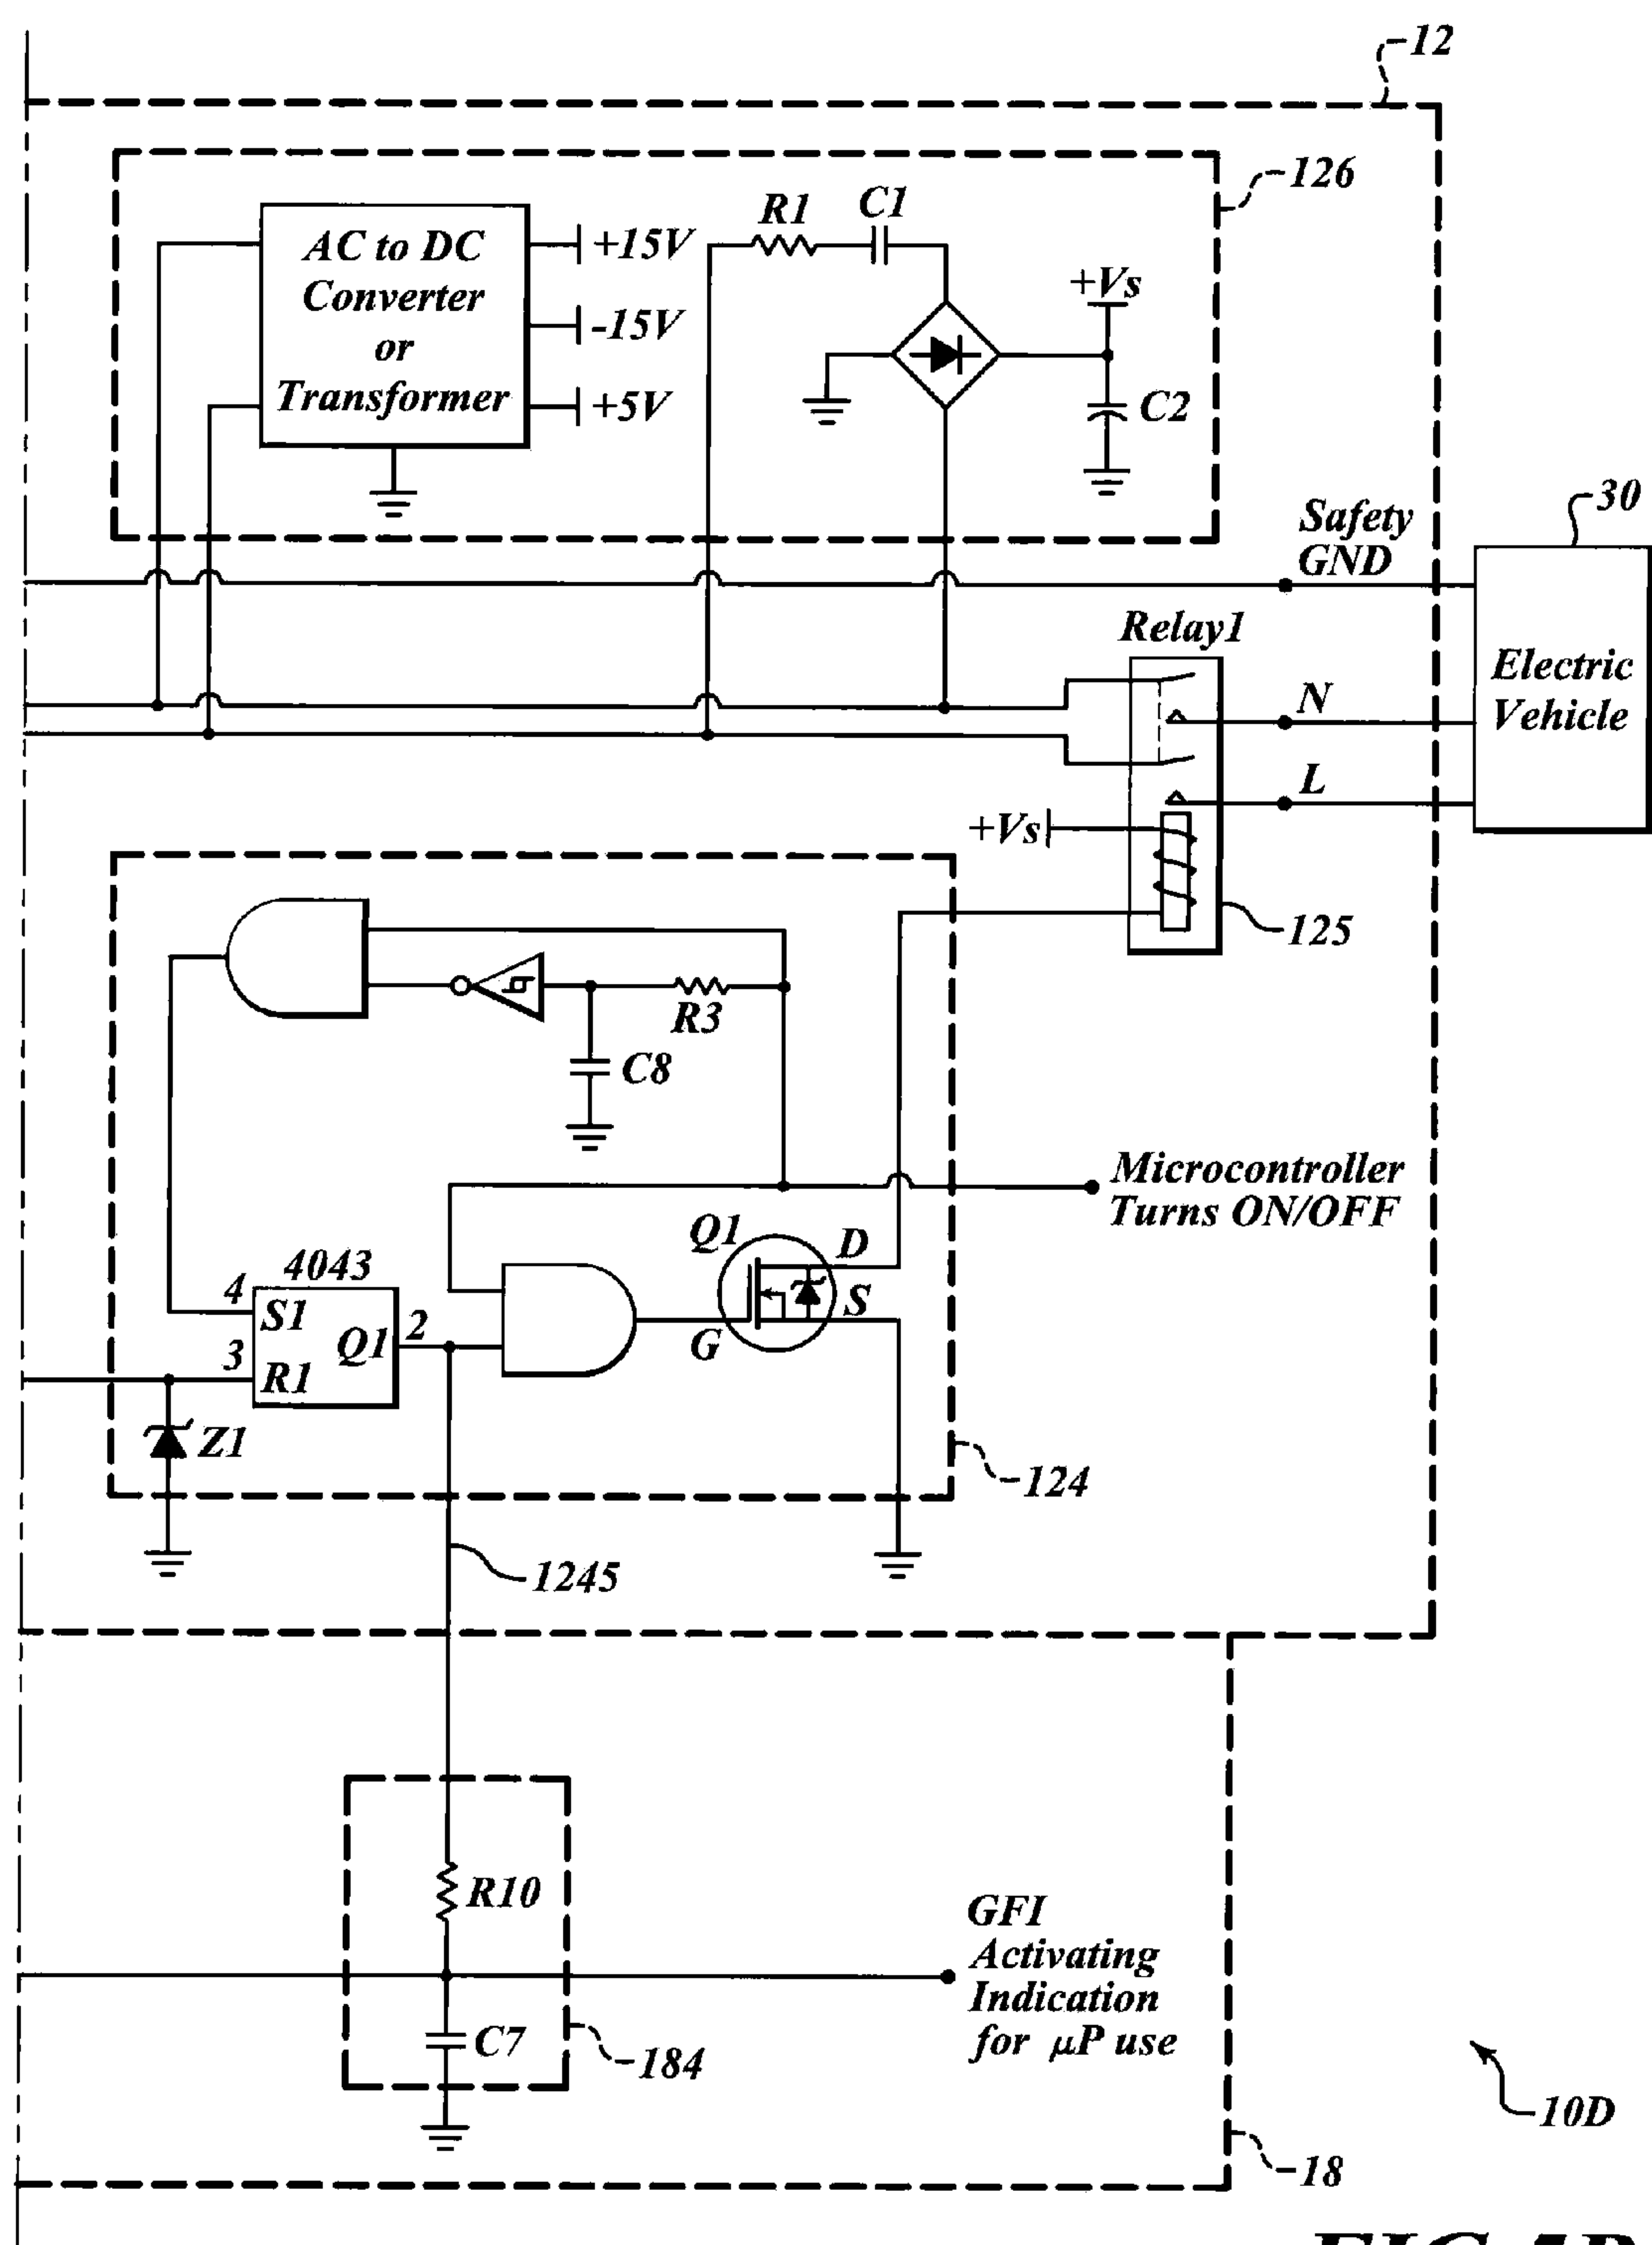 12
126
R1
C1
AC to DC
Converter
or
Transformer
+15V
-15V
+5V
+Vs
C2
Safety
GND
30
Relay1
Electric
Vehicle
N
L
+Vs
125
R3
C8
Microcontroller
Turns ON/OFF
4043
4
S1
3
R1
Q1
2
Q1
D
S
G
Z1
124
1245
R10
C7
184
GFI
Activating
Indication
for μP use
10D
18